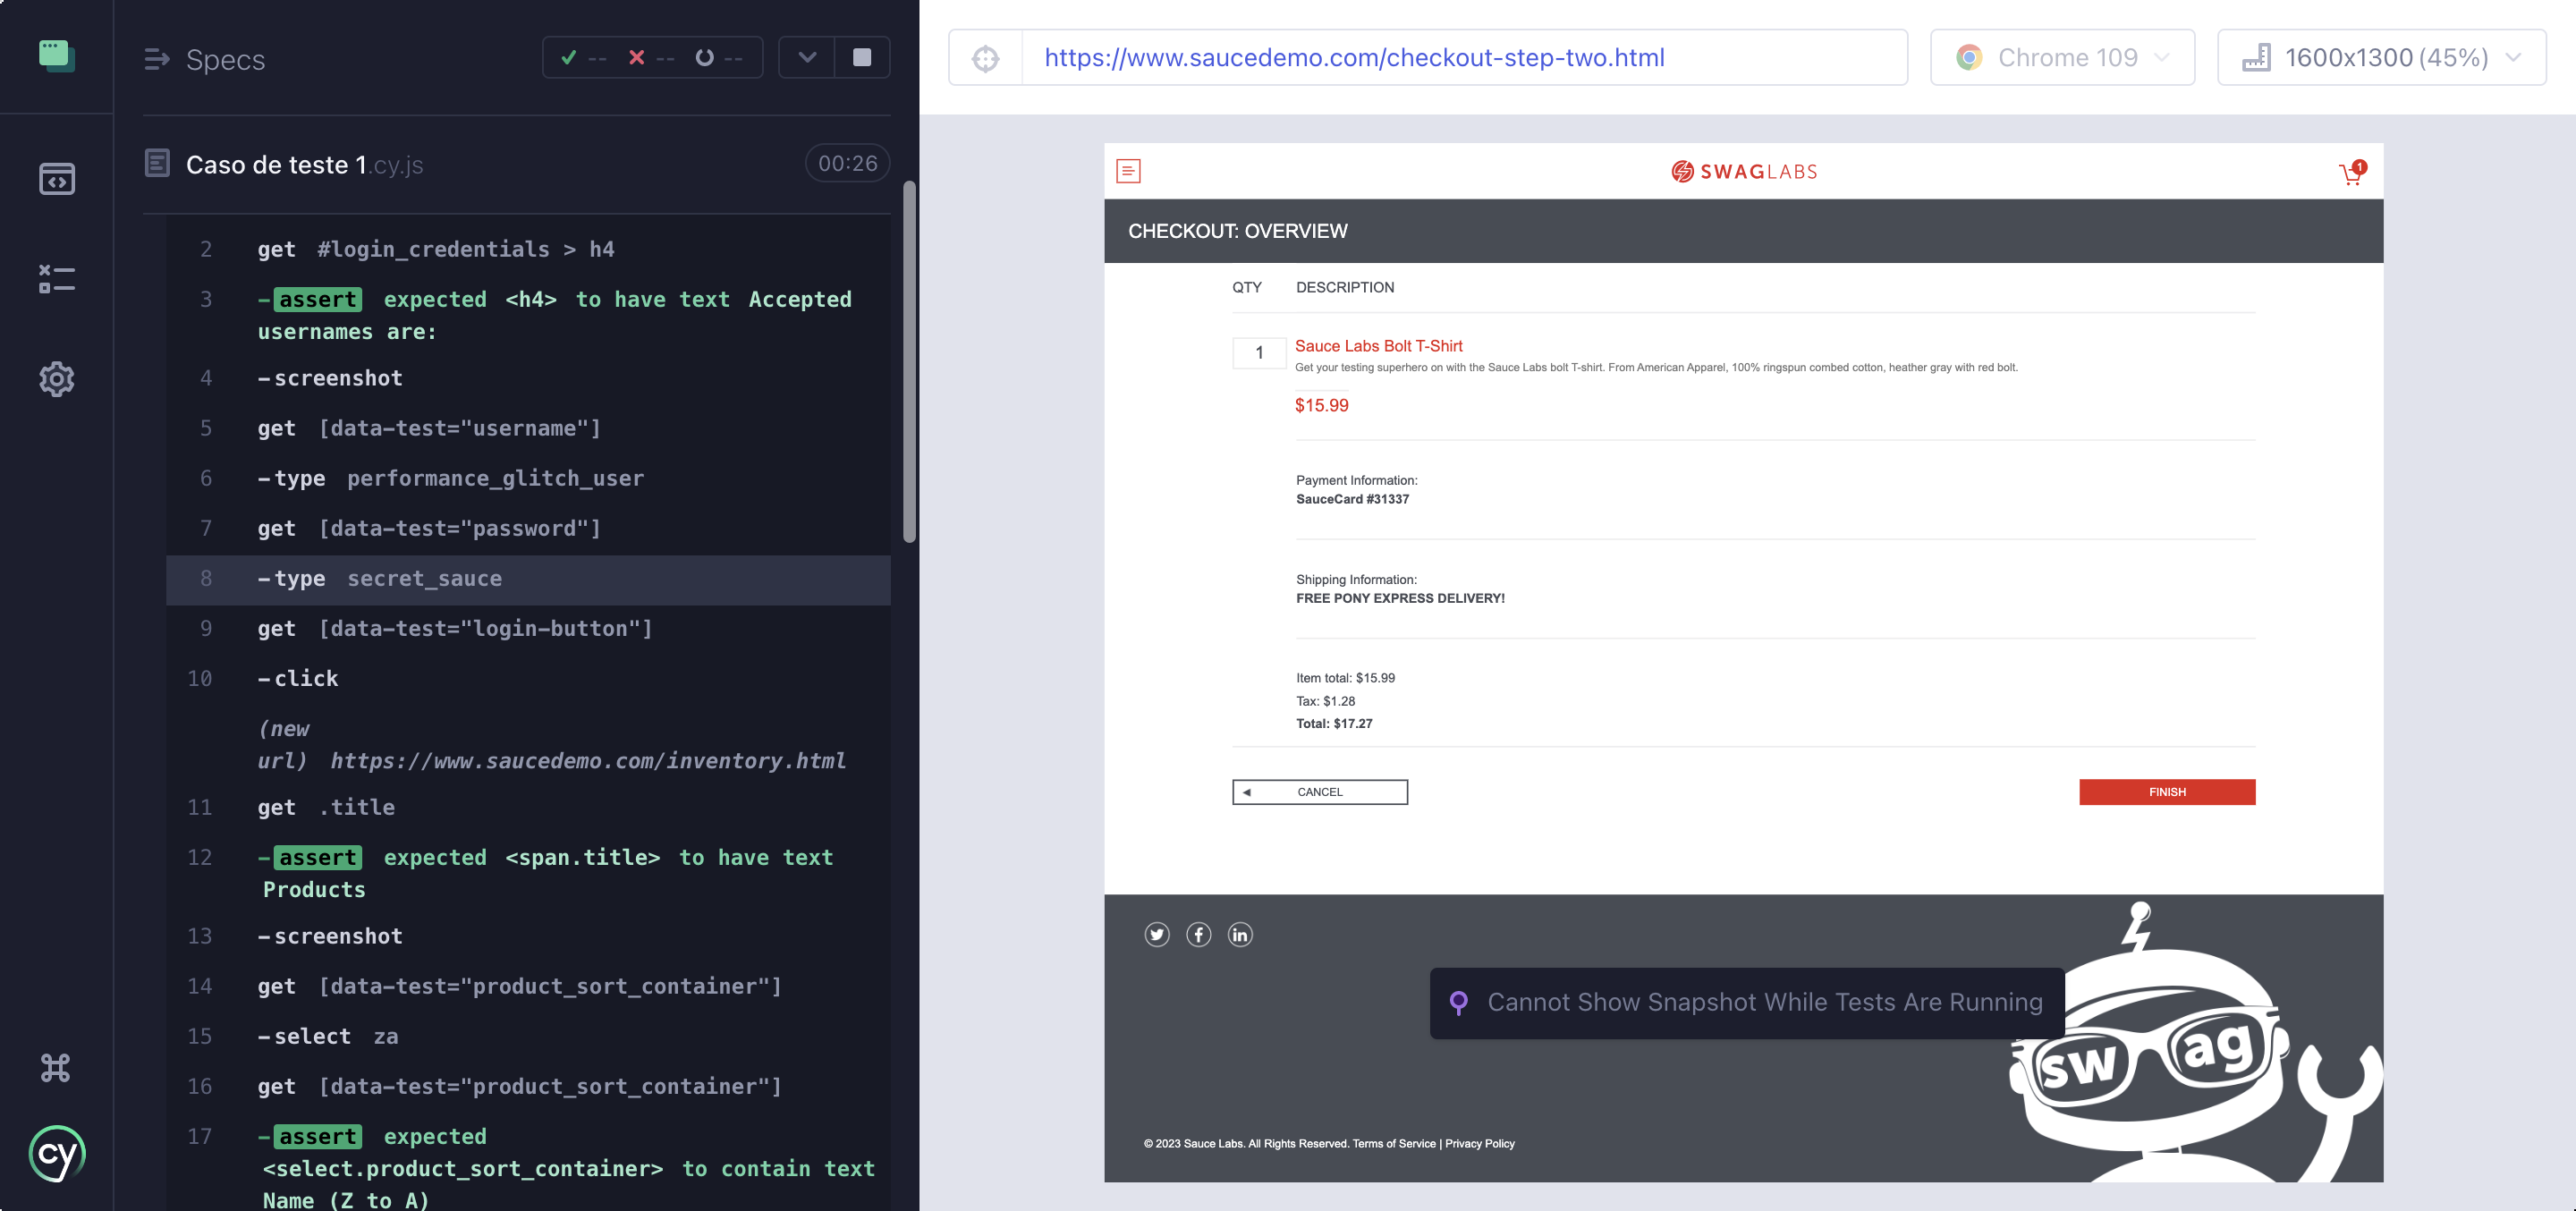 Specs
-- -- --
Caso de teste 1.cy.js
00:26
2 get #login_credentials > h4
3 -assert expected <h4> to have text Accepted
usernames are:
4 -screenshot
5 get [data-test="username"]
6 -type performance_glitch_user
7 get [data-test="password"]
8 -type secret_sauce
9 get [data-test="login-button"]
10 -click
(new
url) https://www.saucedemo.com/inventory.html
11 get .title
12 -assert expected <span.title> to have text
Products
13 -screenshot
14 get [data-test="product_sort_container"]
15 -select za
16 get [data-test="product_sort_container"]
17 -assert expected
<select.product_sort_container> to contain text
Name (Z to A)
cy
https://www.saucedemo.com/checkout-step-two.html
Chrome 109
1600x1300 (45%)
SWAGLABS
1
CHECKOUT: OVERVIEW
QTY DESCRIPTION
1
Sauce Labs Bolt T-Shirt
Get your testing superhero on with the Sauce Labs bolt T-shirt. From American Apparel, 100% ringspun combed cotton, heather gray with red bolt.
$15.99
Payment Information:
SauceCard #31337
Shipping Information:
FREE PONY EXPRESS DELIVERY!
Item total: $15.99
Tax: $1.28
Total: $17.27
CANCEL
FINISH
Cannot Show Snapshot While Tests Are Running
sw ag
© 2023 Sauce Labs. All Rights Reserved. Terms of Service | Privacy Policy